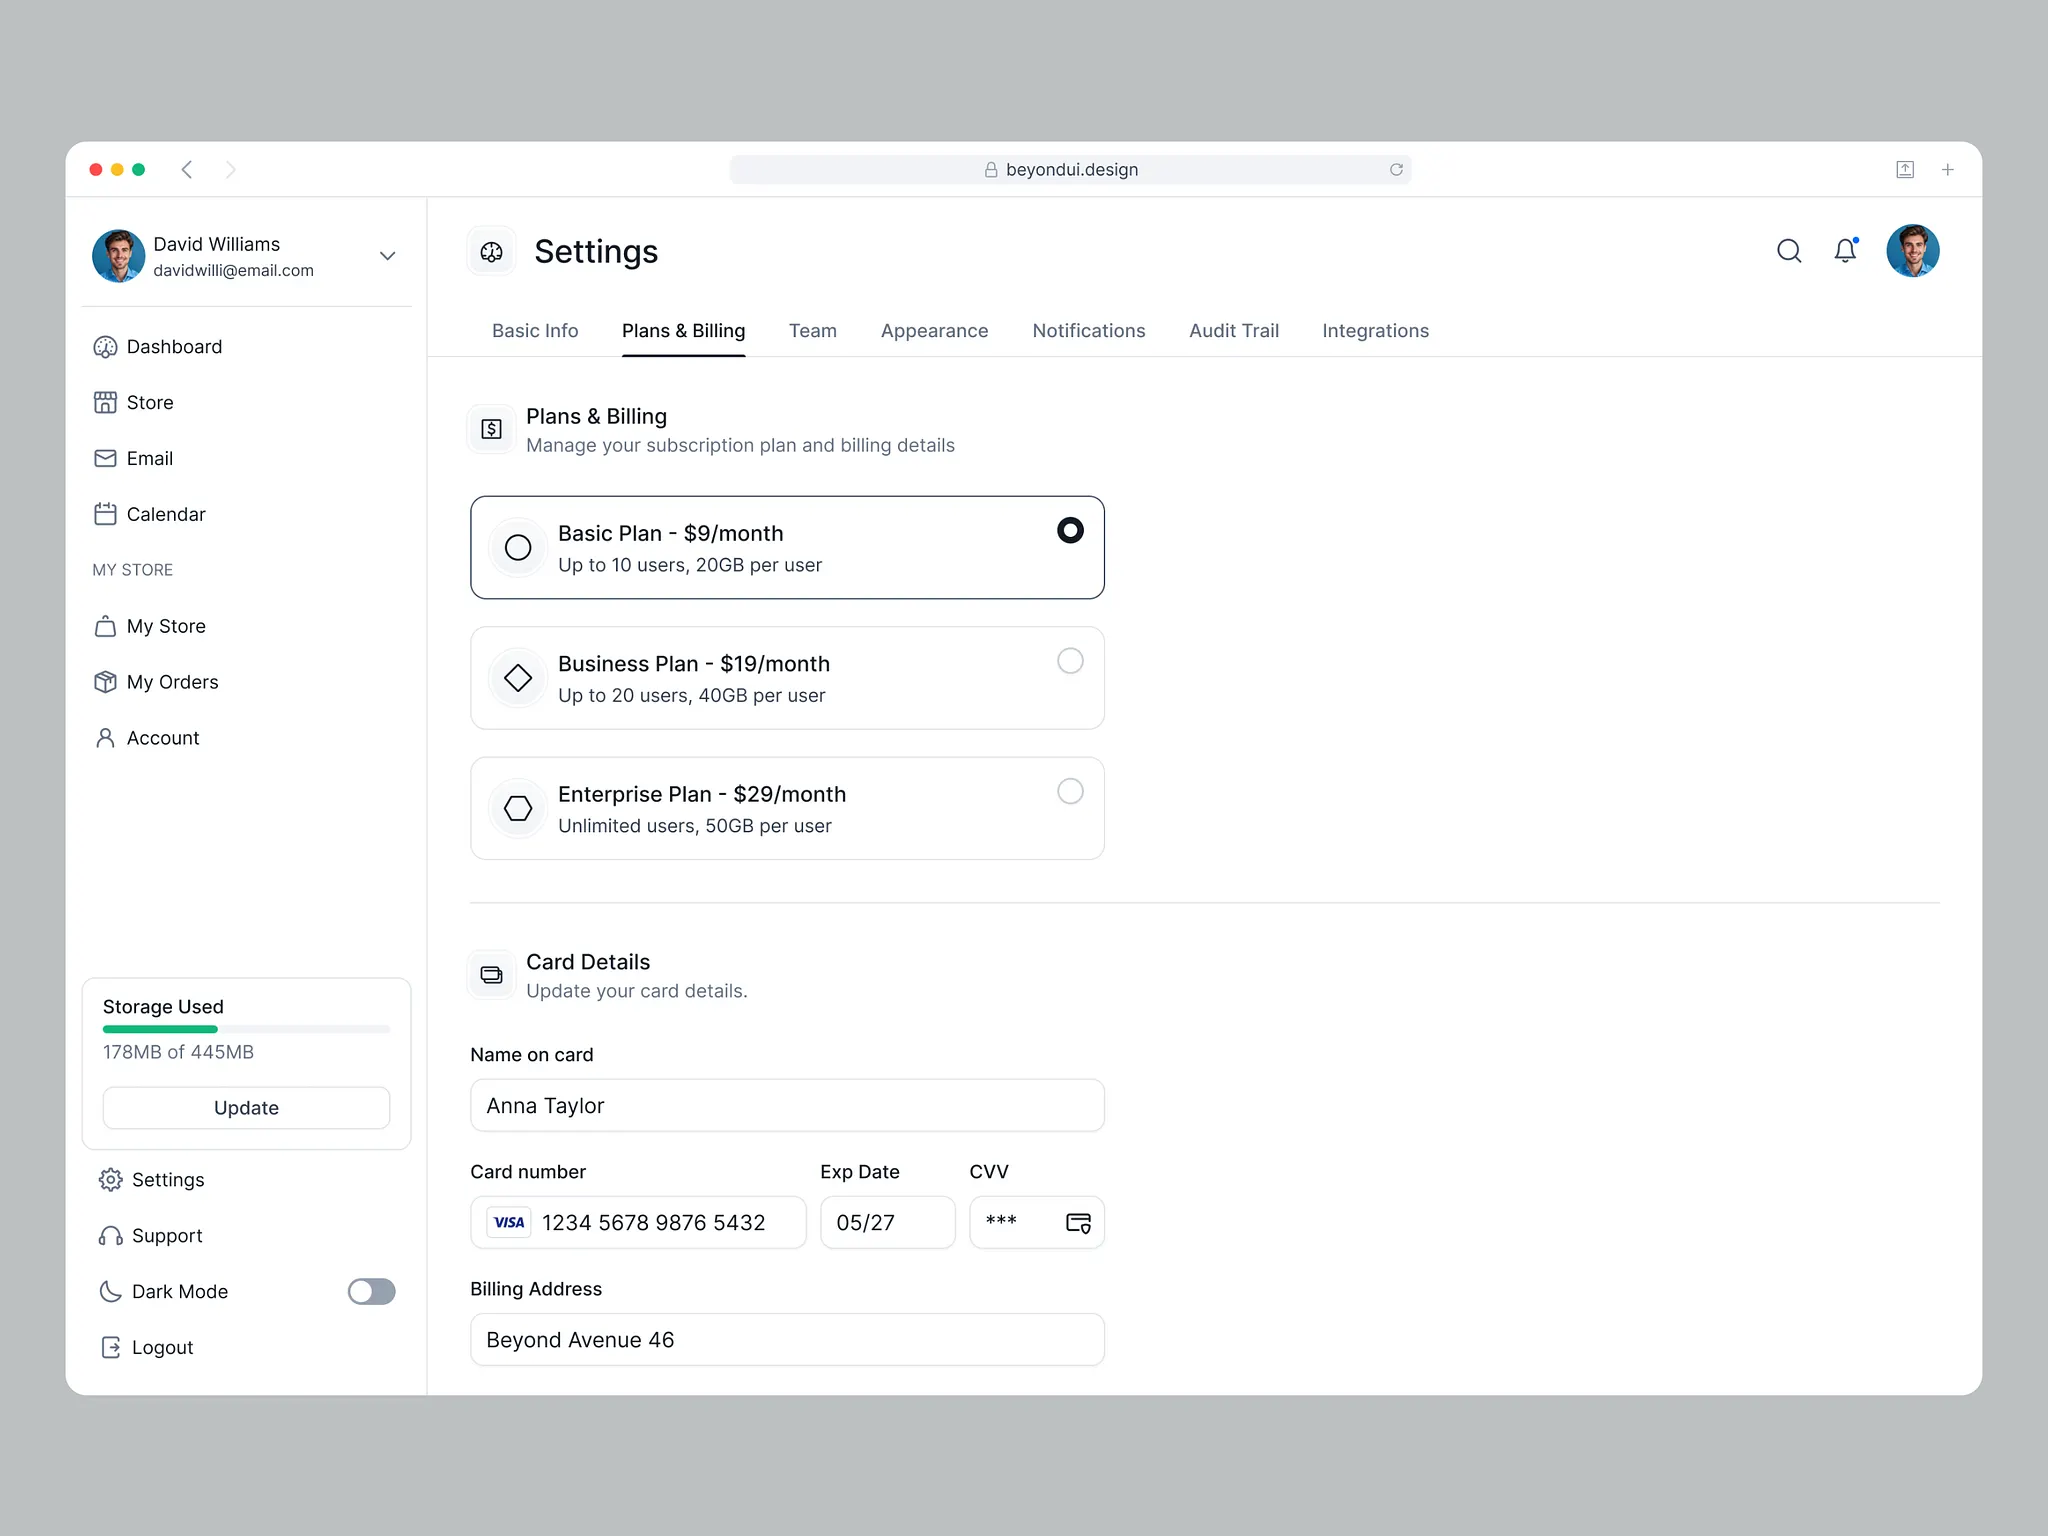 beyondui.design
David Williams
davidwilli@email.com
Dashboard
Store
Email
Calendar
MY STORE
My Store
My Orders
Account
Storage Used
178MB of 445MB
Update
Settings
Support
Dark Mode
Logout
Settings
Basic Info Plans & Billing Team Appearance Notifications Audit Trail Integrations
$
Plans & Billing
Manage your subscription plan and billing details
Basic Plan - $9/month
Up to 10 users, 20GB per user
Business Plan - $19/month
Up to 20 users, 40GB per user
Enterprise Plan - $29/month
Unlimited users, 50GB per user
Card Details
Update your card details.
Name on card
Anna Taylor
Card number Exp Date CVV
VISA 1234 5678 9876 5432 05/27 ***
Billing Address
Beyond Avenue 46